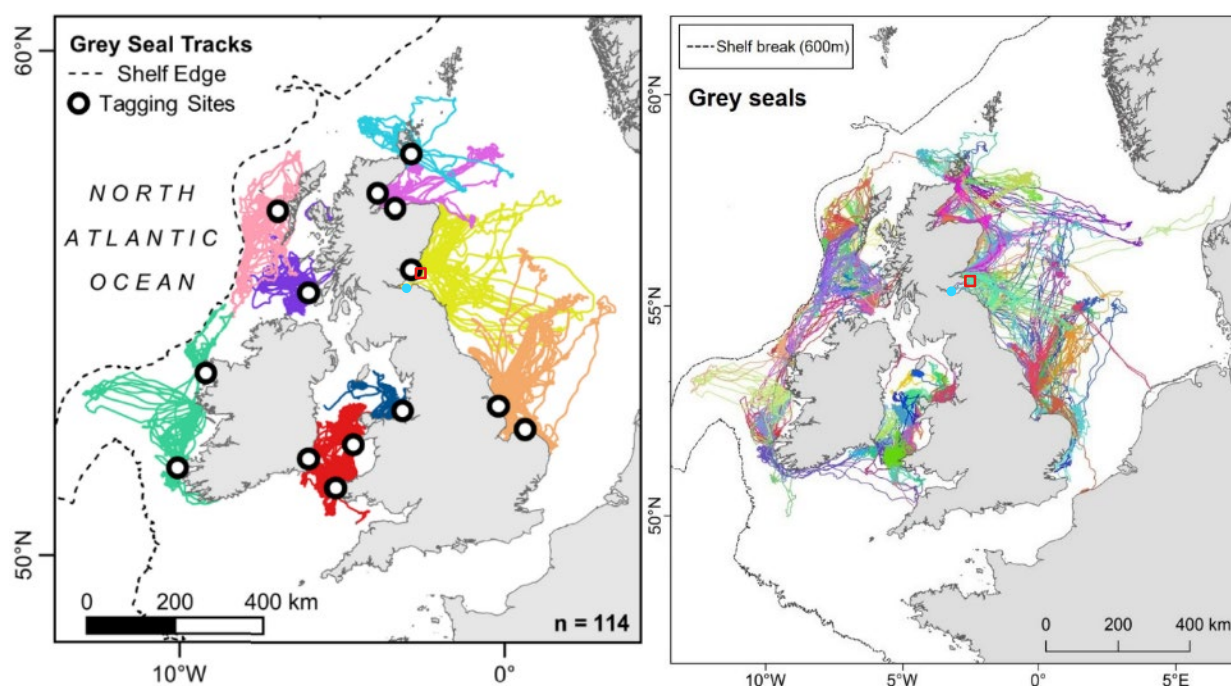 Grey Seal Tracks
Shelf Edge
Tagging Sites
NORTH
ATLANTIC
OCEAN
60°N
50°N
0 200 400 km
n = 114
10°W 0°
Shelf break (600m)
Grey seals
60°N
55°N
50°N
0 100 200 400 km
10°W 5°W 0° 5°E